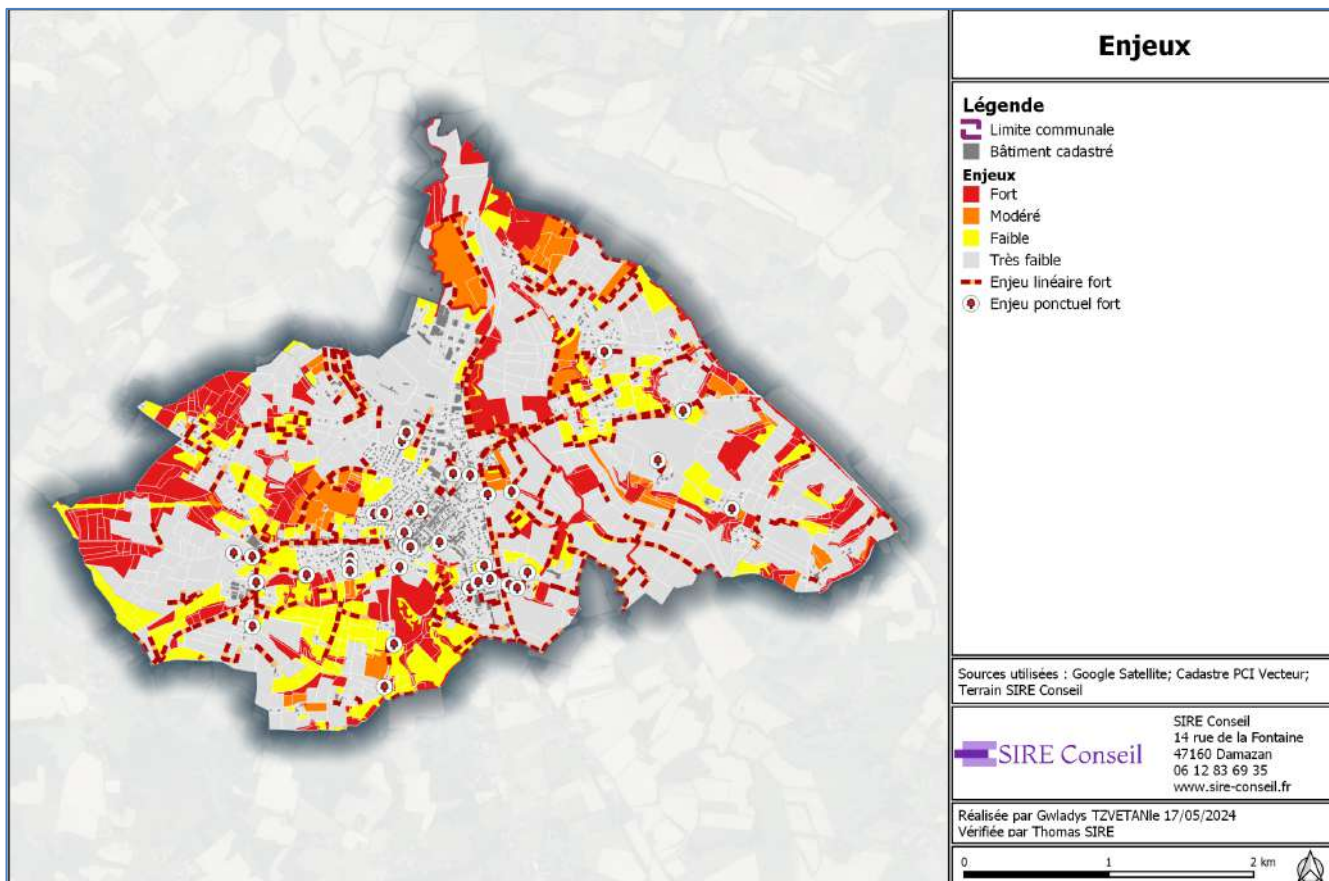 Enjeux
Légende
Limite communale
Bâtiment cadastré
Enjeux
Fort
Modéré
Faible
Très faible
Enjeu linéaire fort
Enjeu ponctuel fort
Sources utilisées : Google Satellite; Cadastre PCI Vecteur;
Terrain SIRE Conseil
SIRE Conseil
SIRE Conseil
14 rue de la Fontaine
47160 Damazan
06 12 83 69 35
www.sire-conseil.fr
Réalisée par Gwladys TZVETANle 17/05/2024
Vérifiée par Thomas SIRE
0 1 2 km